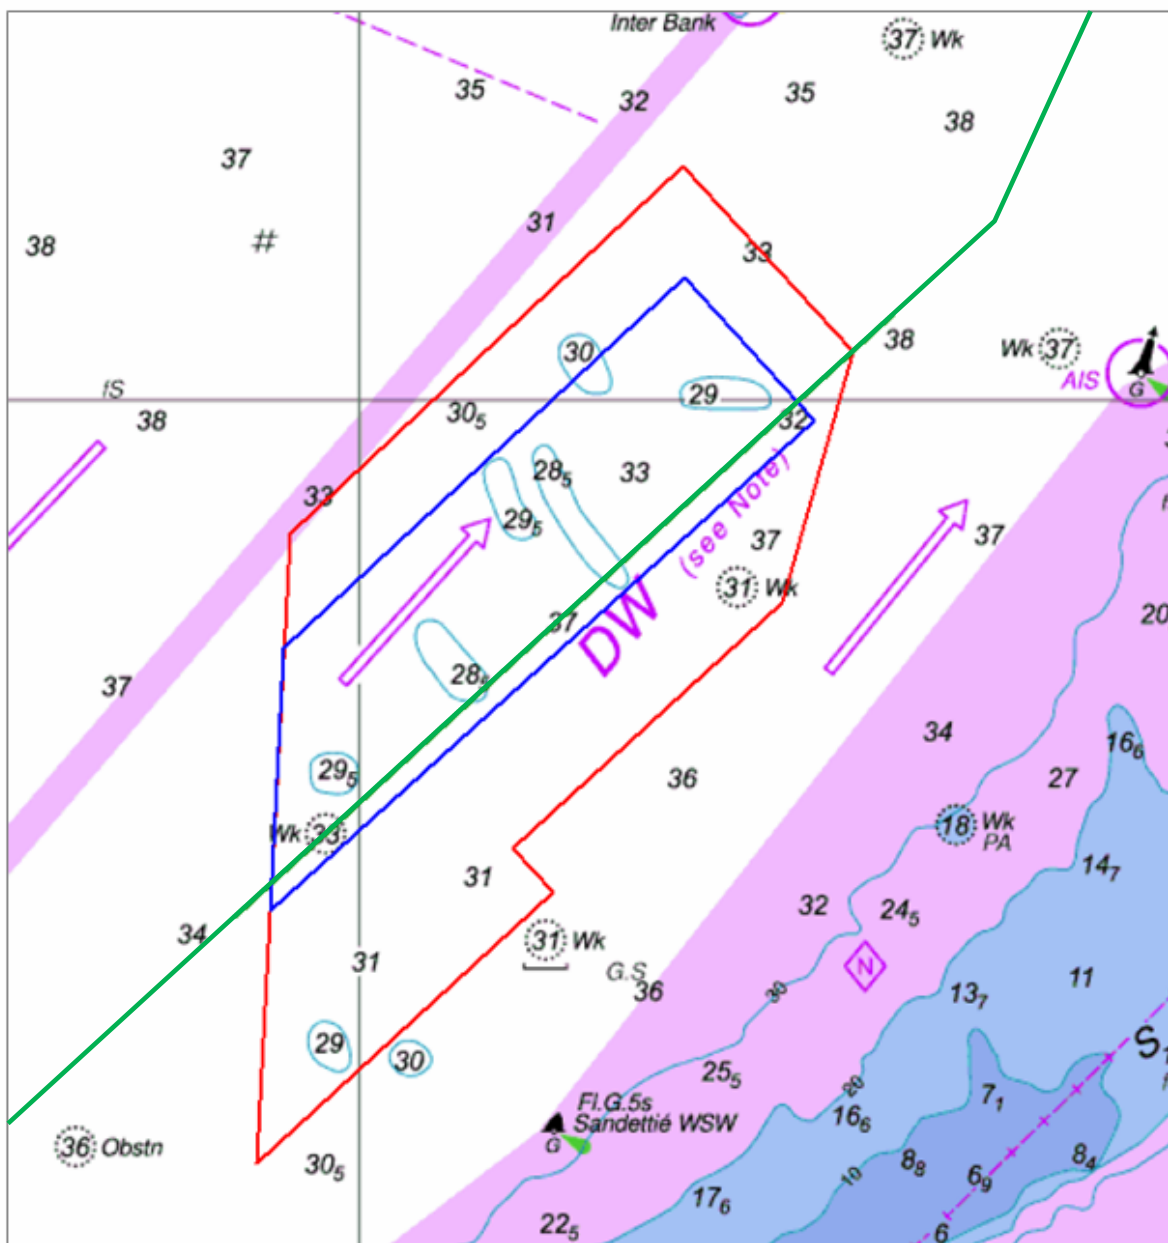 Inter Bank
37 Wk
35
32
35
38
37
31
33
38
#
38
Wk 37
AIS
G
30
29
fS
38
30₅
32
33
28₅
33
29₅
37
37
(see Note)
31 Wk
DW
20
37
28
37
34
16₆
29₅
36
27
Wk 33
18 Wk
PA
14₇
31
32
24₅
34
31 Wk
31
G.S
N
36
30
13₇
11
29
30
S
25₅
20
Fl.G.5s
Sandettié WSW
G
7₁
16₆
36 Obstn
30₅
8₈
10
6₉
8₄
17₆
22₅
6